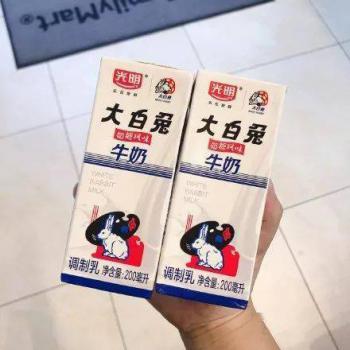 FamilyMart
光明
大白兔
奶糖风味
牛奶
WHITE
RABBIT
MILK
调制乳 净含量:200毫升
光明
大白兔
奶糖风味
牛奶
WHITE
RABBIT
MILK
调制乳 净含量:200毫升